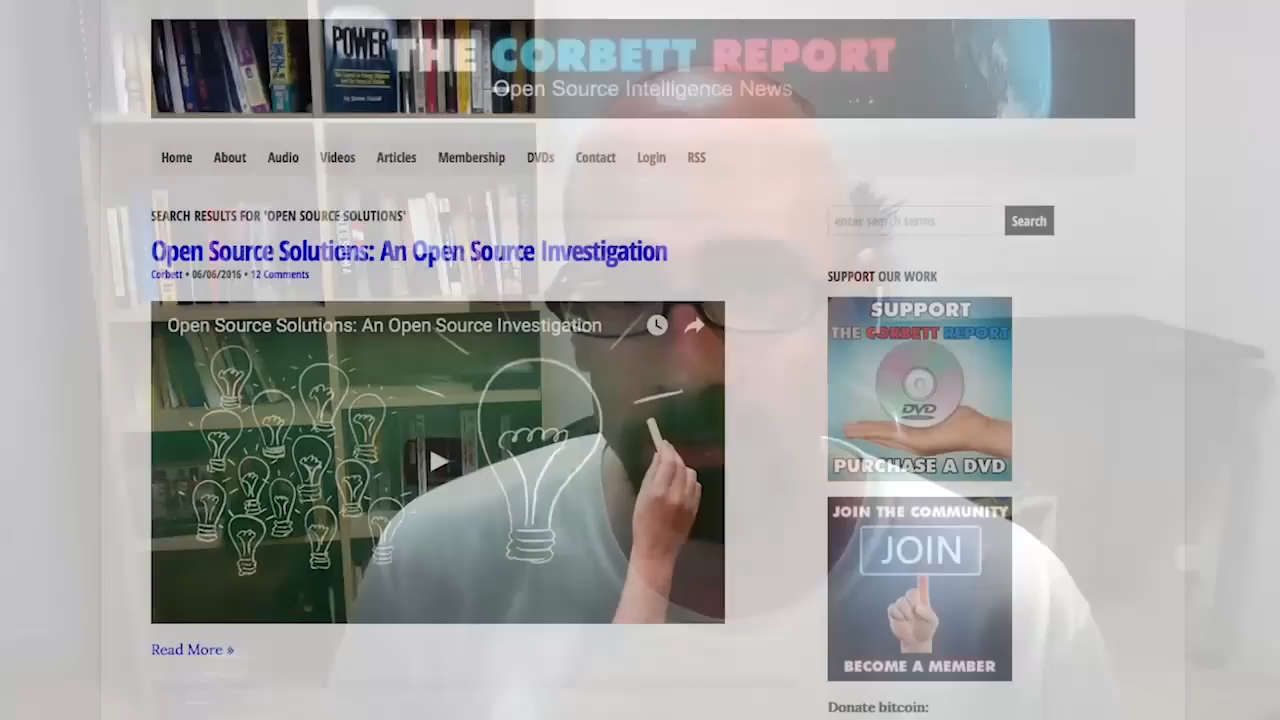 POWER
THE CORBETT REPORT
Open Source Intelligence News
Home About Audio Videos Articles Membership DVDs Contact Login RSS
SEARCH RESULTS FOR 'OPEN SOURCE SOLUTIONS'
Open Source Solutions: An Open Source Investigation
Corbett • 06/06/2016 • 12 Comments
Open Source Solutions: An Open Source Investigation
Read More »
enter search terms
Search
SUPPORT OUR WORK
SUPPORT
THE CORBETT REPORT
DVD
PURCHASE A DVD
JOIN THE COMMUNITY
JOIN
BECOME A MEMBER
Donate bitcoin: